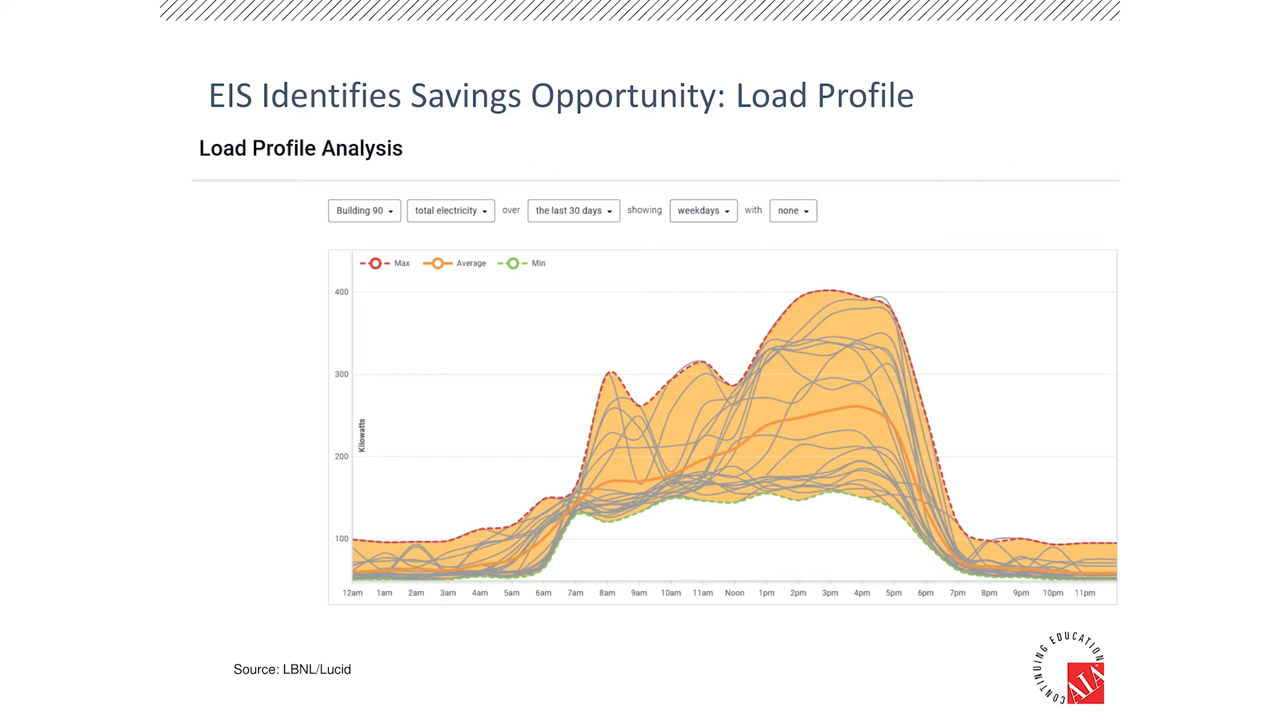 EIS Identifies Savings Opportunity: Load Profile
Load Profile Analysis
Building 90 total electricity over the last 30 days showing weekdays with none
Max Average Min
400
300
200
100
Kilowatts
12am 1am 2am 3am 4am 5am 6am 7am 8am 9am 10am 11am Noon 1pm 2pm 3pm 4pm 5pm 6pm 7pm 8pm 9pm 10pm 11pm
Source: LBNL/Lucid
CONTINUING EDUCATION
AIA